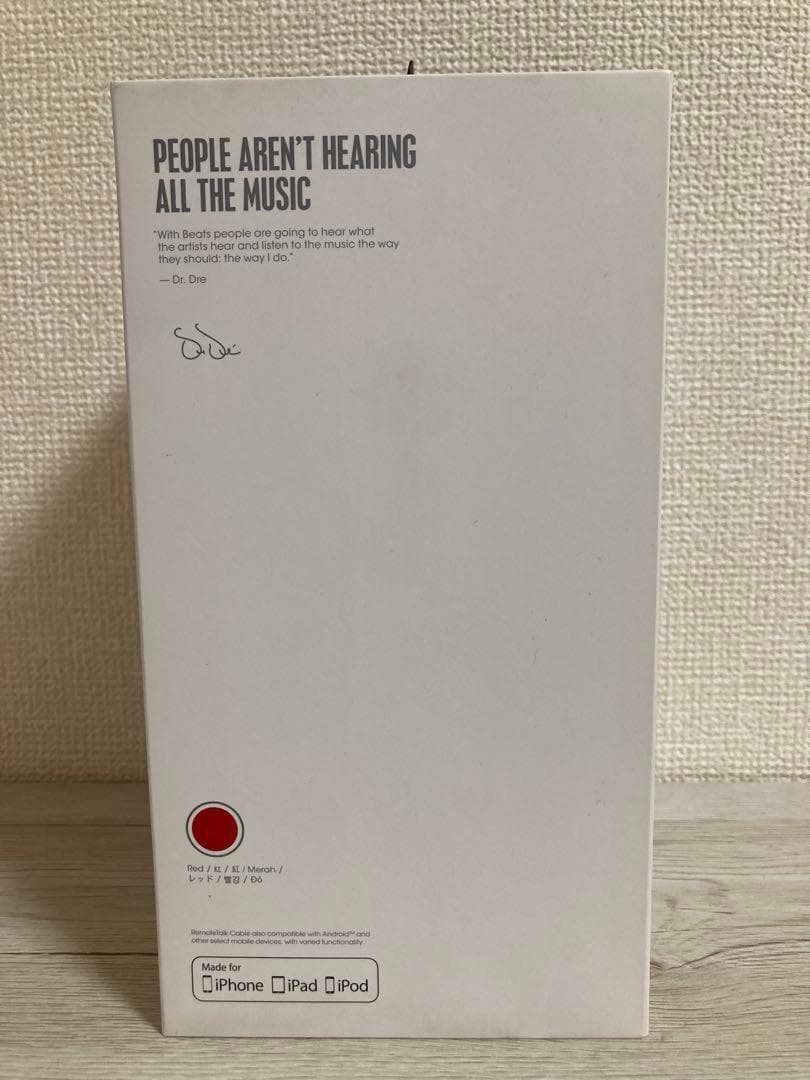 PEOPLE AREN'T HEARING
ALL THE MUSIC
"With Beats people are going to hear what
the artists hear and listen to the music the way
they should: the way I do."
— Dr. Dre
Red / 红 / 紅 / Merah /
レッド / 빨강 / Đỏ
RemoteTalk Cable also compatible with Android™ and
other select mobile devices, with varied functionality.
Made for
iPhone iPad iPod